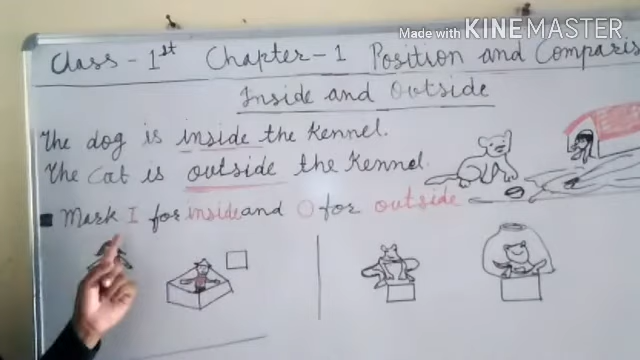 Made with KINEMASTER
Class - 1st Chapter - 1 Position and Comparis
Inside and Outside
The dog is inside the kennel.
The Cat is outside the kennel.
Mark I for inside and O for outside